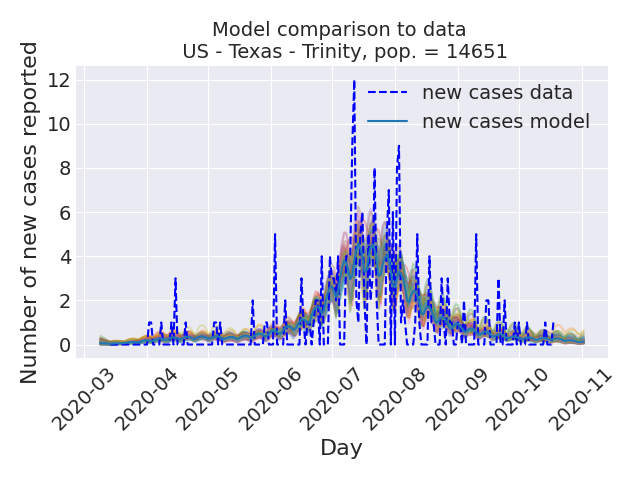 Model comparison to data
US - Texas - Trinity, pop. = 14651
Number of new cases reported
12
10
8
6
4
2
0
new cases data
new cases model
2020-03
2020-04
2020-05
2020-06
2020-07
2020-08
2020-09
2020-10
2020-11
Day